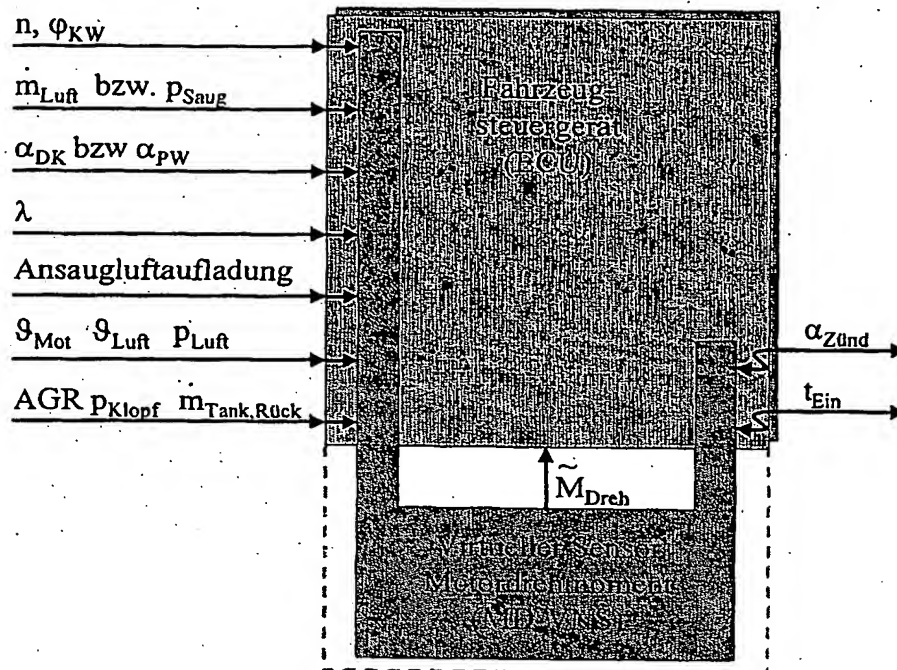 n, φKW
ṁLuft bzw. pSaug
αDK bzw αPW
λ
Ansaugluftaufladung
ϑMot ϑLuft pLuft
AGR pKlopf ṁTank,Rück
Fahrzeug-
steuergerät
(ECU)
αZünd
tEin
M̃Dreh
Virtueller Sensor
Motordrehmoment